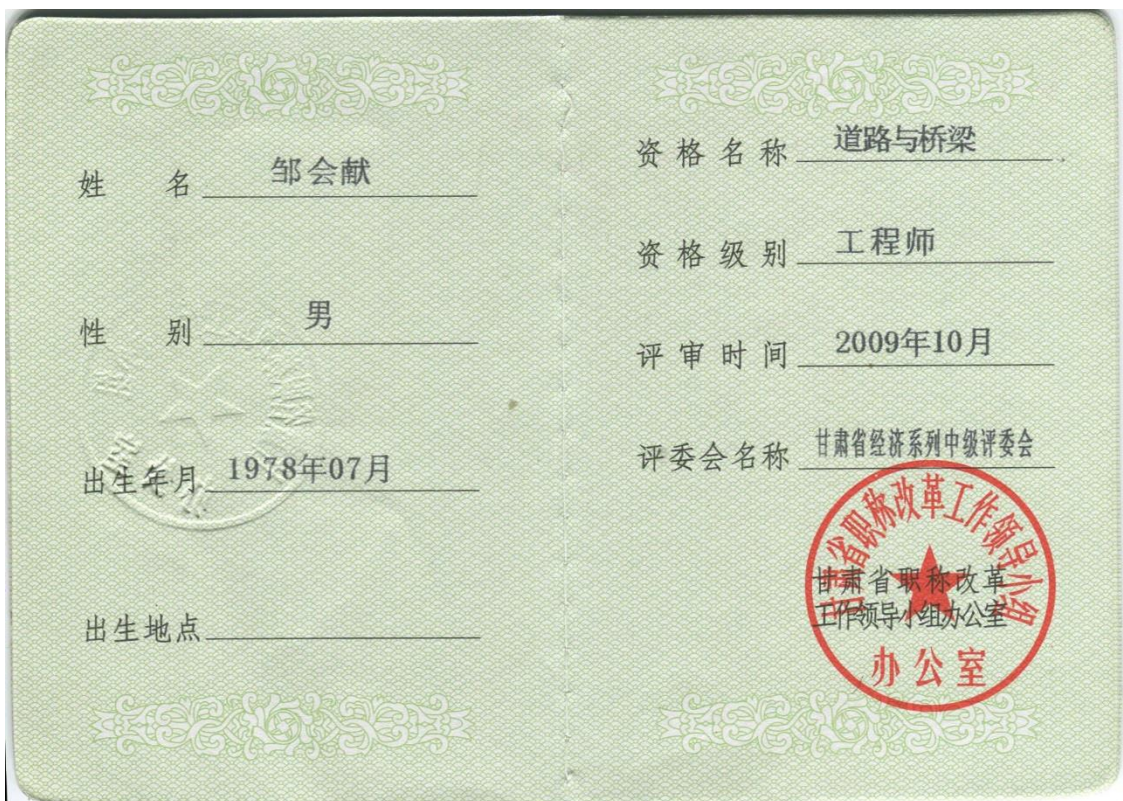 姓名 邹会献
性别 男
出生年月 1978年07月
出生地点
资格名称 道路与桥梁
资格级别 工程师
评审时间 2009年10月
评委会名称 甘肃省经济系列中级评委会
甘肃省职称改革工作领导小组
甘肃省职称改革
工作领导小组办公室
办公室